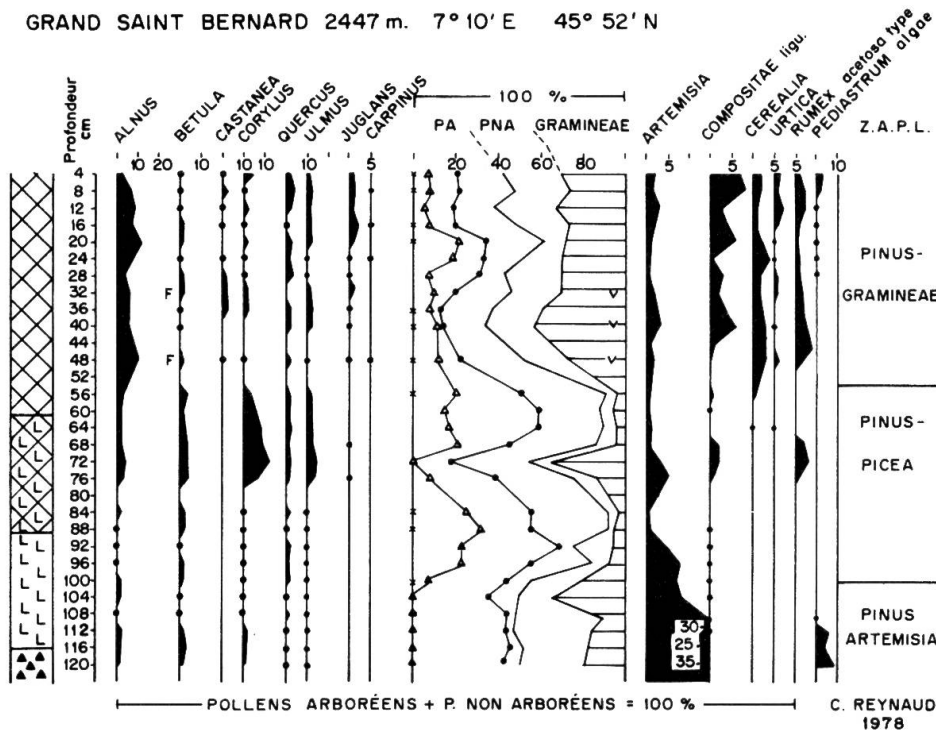 GRAND SAINT BERNARD 2447 m. 7° 10' E 45° 52' N
Profondeur cm
ALNUS
BETULA
CASTANEA
CORYLUS
QUERCUS
ULMUS
JUGLANS
CARPINUS
100 %
PA
PNA
GRAMINEAE
ARTEMISIA
COMPOSITAE ligu.
CEREALIA
URTICA
RUMEX acetosa type
PEDIASTRUM algae
Z.A.P.L.
10 20 10 10 10 10 5 20 40 60 80 5 5 5 5 10
4
8
12
16
20
24
28
32
36
40
44
48
52
56
60
64
68
72
76
80
84
88
92
96
100
104
108
112
116
120
F
F
v
v
v
30
25
35
PINUS-
GRAMINEAE
PINUS-
PICEA
PINUS
ARTEMISIA
POLLENS ARBORÉENS + P. NON ARBORÉENS = 100 %
C. REYNAUD
1978